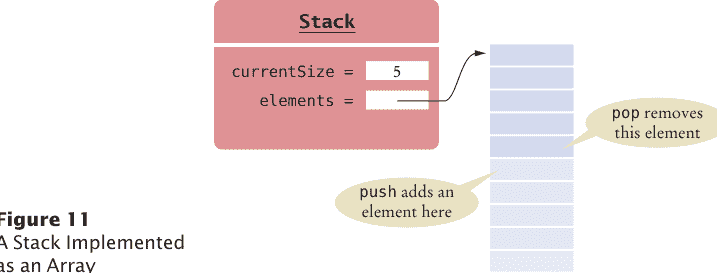 Stack
currentSize = 5
elements =
pop removes
this element
push adds an
element here
Figure 11
A Stack Implemented
as an Array